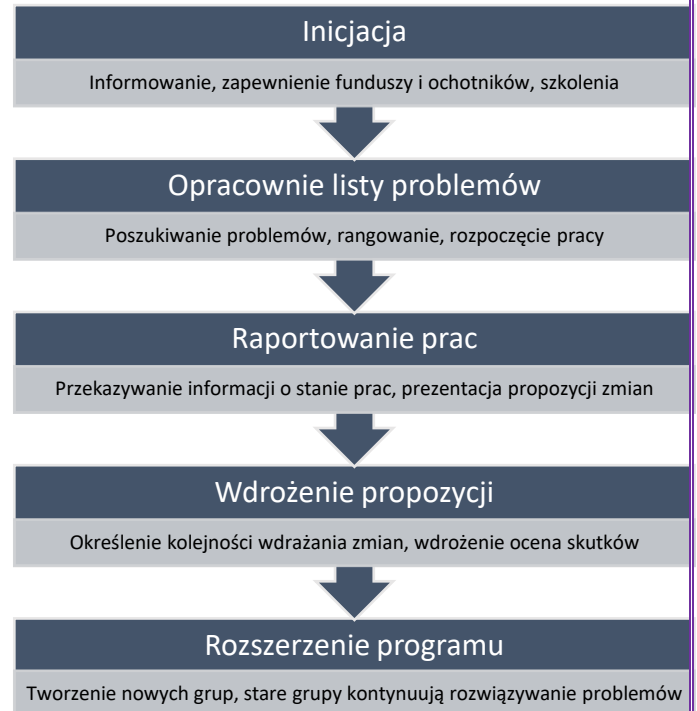 Inicjacja
Informowanie, zapewnienie funduszy i ochotników, szkolenia
Opracownie listy problemów
Poszukiwanie problemów, rangowanie, rozpoczęcie pracy
Raportowanie prac
Przekazywanie informacji o stanie prac, prezentacja propozycji zmian
Wdrożenie propozycji
Określenie kolejności wdrażania zmian, wdrożenie ocena skutków
Rozszerzenie programu
Tworzenie nowych grup, stare grupy kontynuują rozwiązywanie problemów